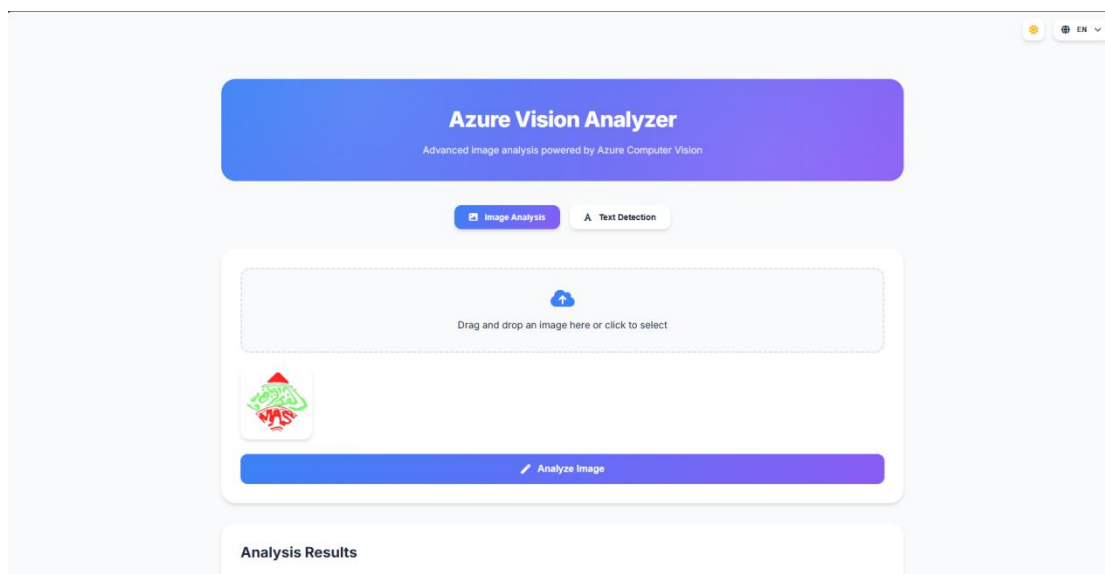 EN
Azure Vision Analyzer
Advanced image analysis powered by Azure Computer Vision
Image Analysis
A Text Detection
Drag and drop an image here or click to select
MASE
Analyze Image
Analysis Results